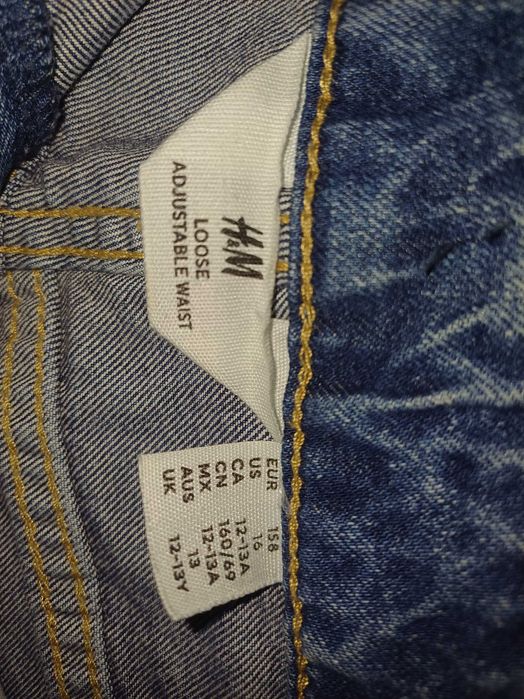 H&M
LOOSE
ADJUSTABLE WAIST
EUR 158
US 16
CA 12-13A
CN 160/69
MX 12-13A
AUS 13
UK 12-13Y